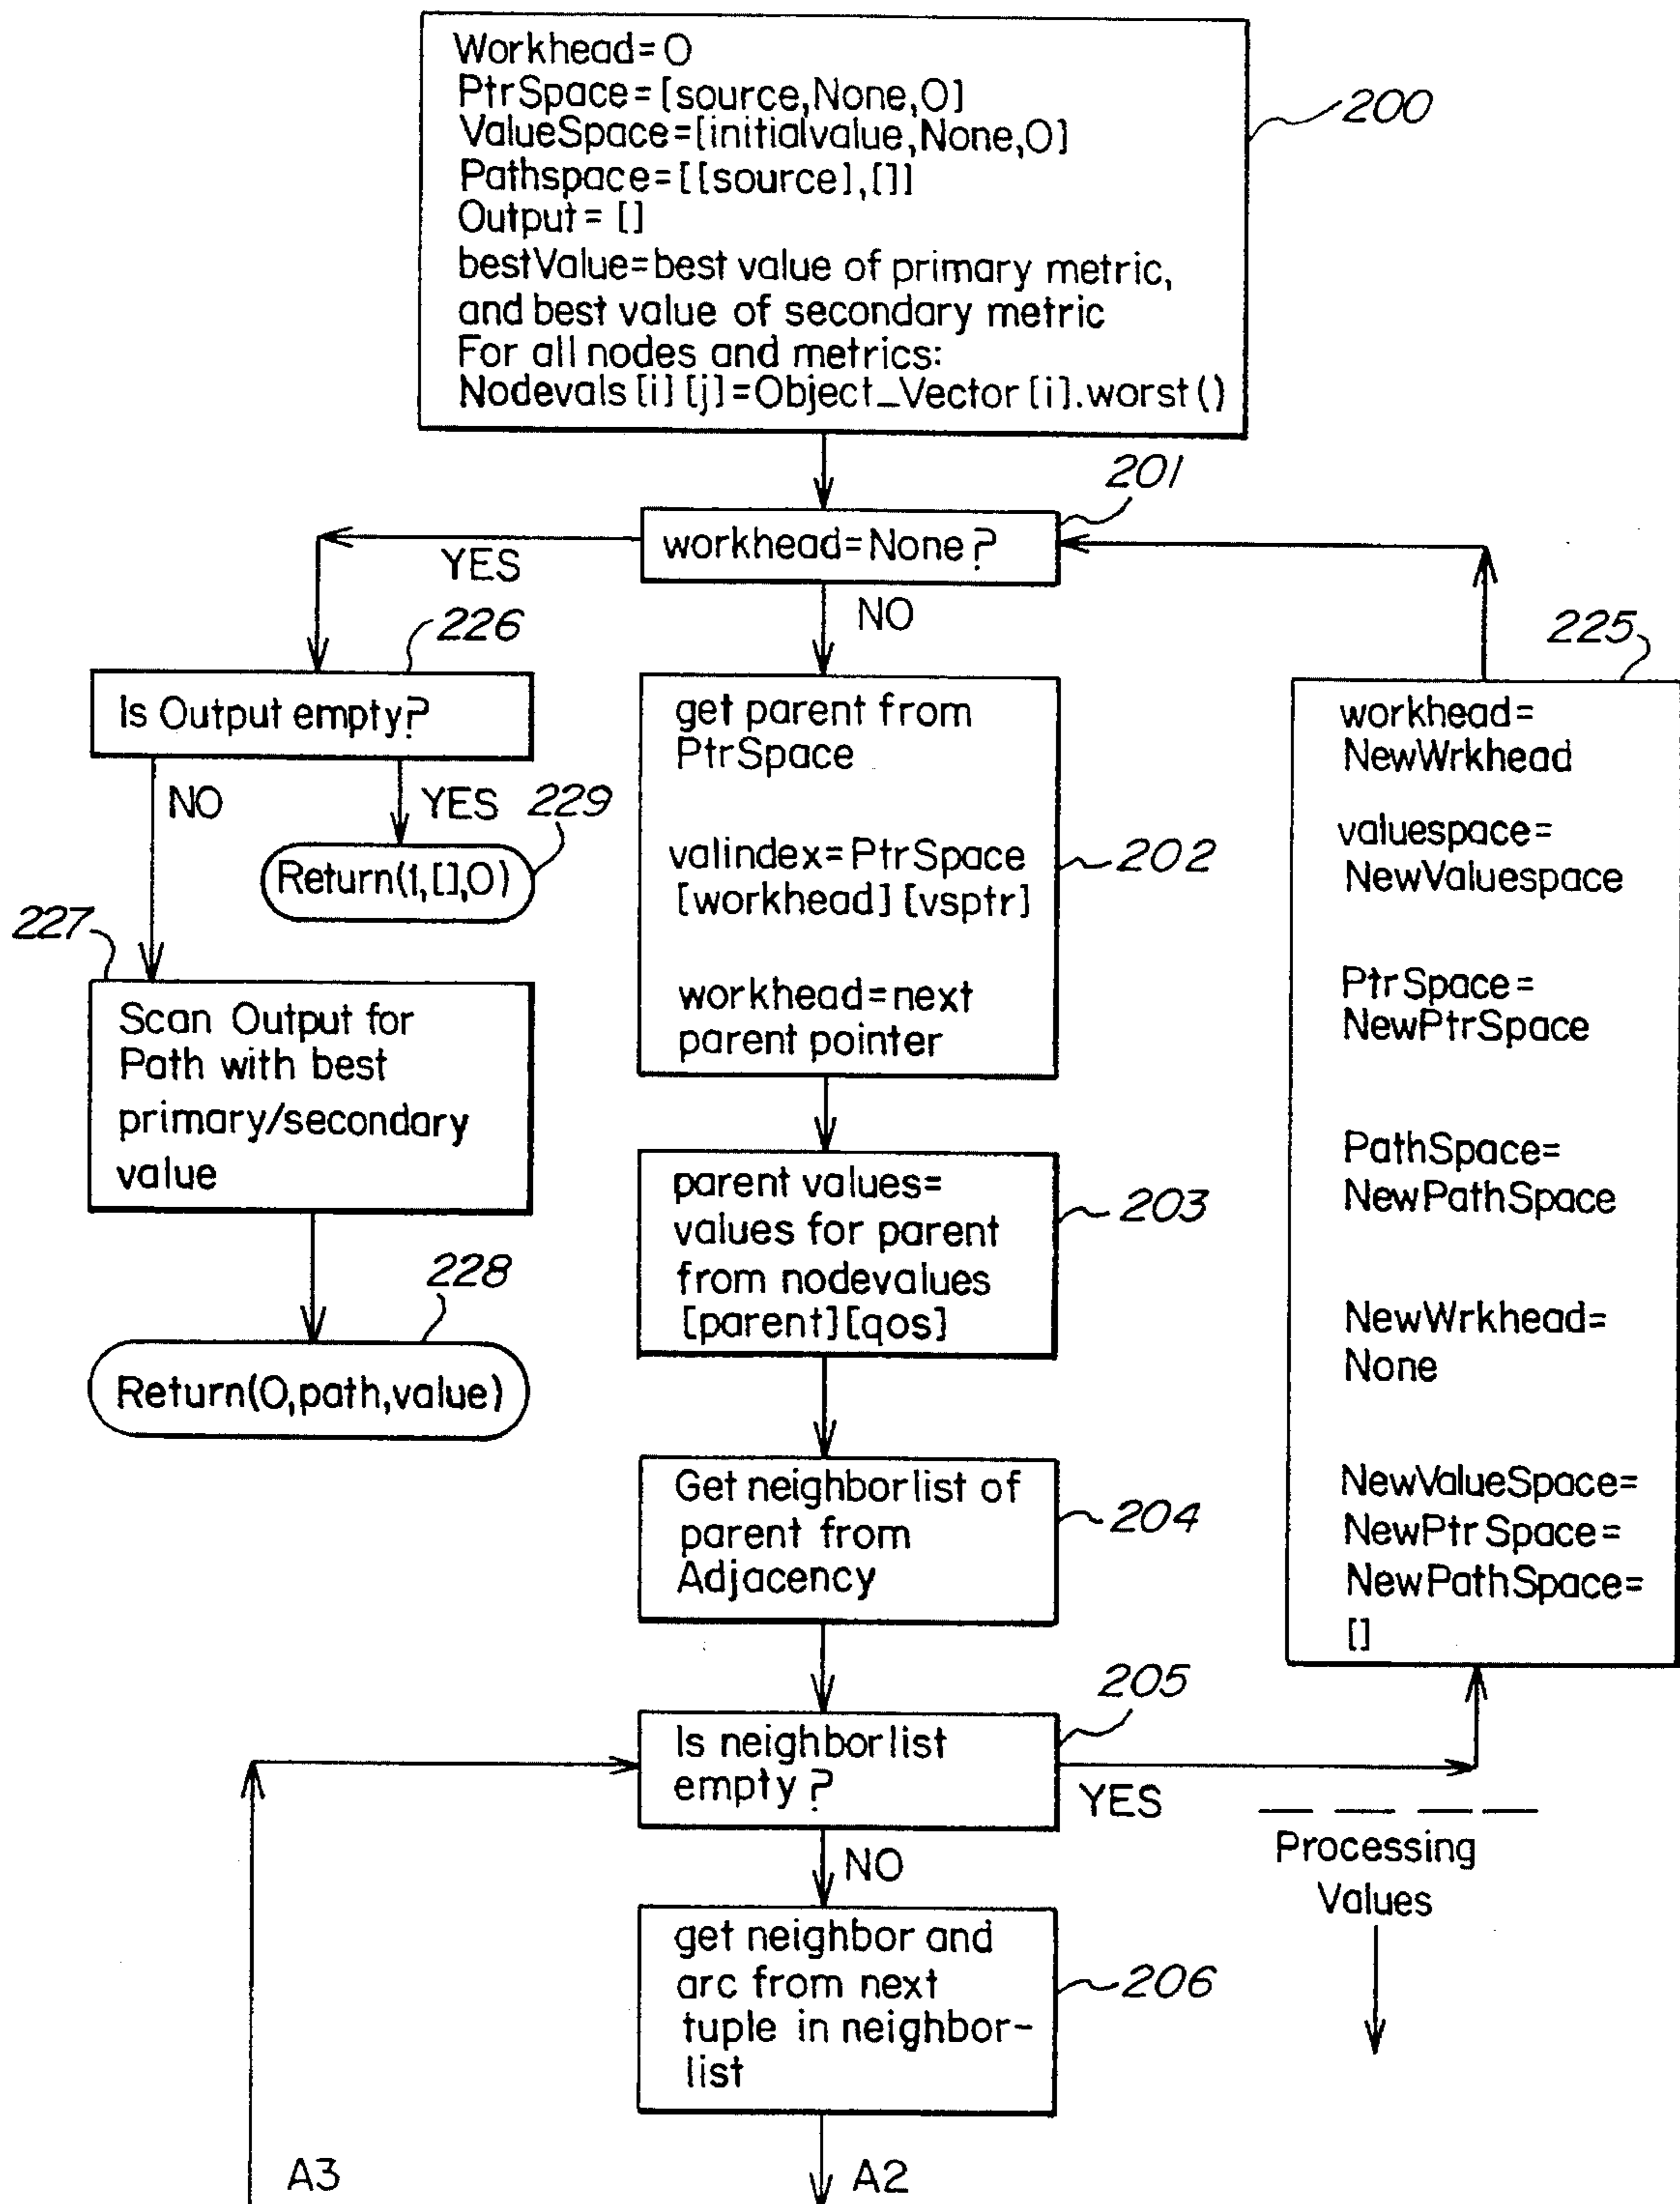 Workhead=0
PtrSpace=[source,None,0]
ValueSpace=[initialvalue,None,0]
Pathspace=[[source],[]]
Output=[]
bestValue=best value of primary metric,
and best value of secondary metric
For all nodes and metrics:
Nodevals[i][j]=Object_Vector[i].worst()
200
201
workhead=None?
YES
NO
226
Is Output empty?
NO
YES
229
Return(1,[],0)
227
Scan Output for
Path with best
primary/secondary
value
228
Return(0,path,value)
get parent from
PtrSpace
valindex=PtrSpace
[workhead][vsptr]
workhead=next
parent pointer
202
parent values=
values for parent
from nodevalues
[parent][qos]
203
Get neighborlist of
parent from
Adjacency
204
205
Is neighborlist
empty?
YES
NO
get neighbor and
arc from next
tuple in neighbor-
list
206
225
workhead=
NewWrkhead
valuespace=
NewValuespace
PtrSpace=
NewPtrSpace
PathSpace=
NewPathSpace
NewWrkhead=
None
NewValueSpace=
NewPtrSpace=
NewPathSpace=
[]
Processing
Values
A3
A2